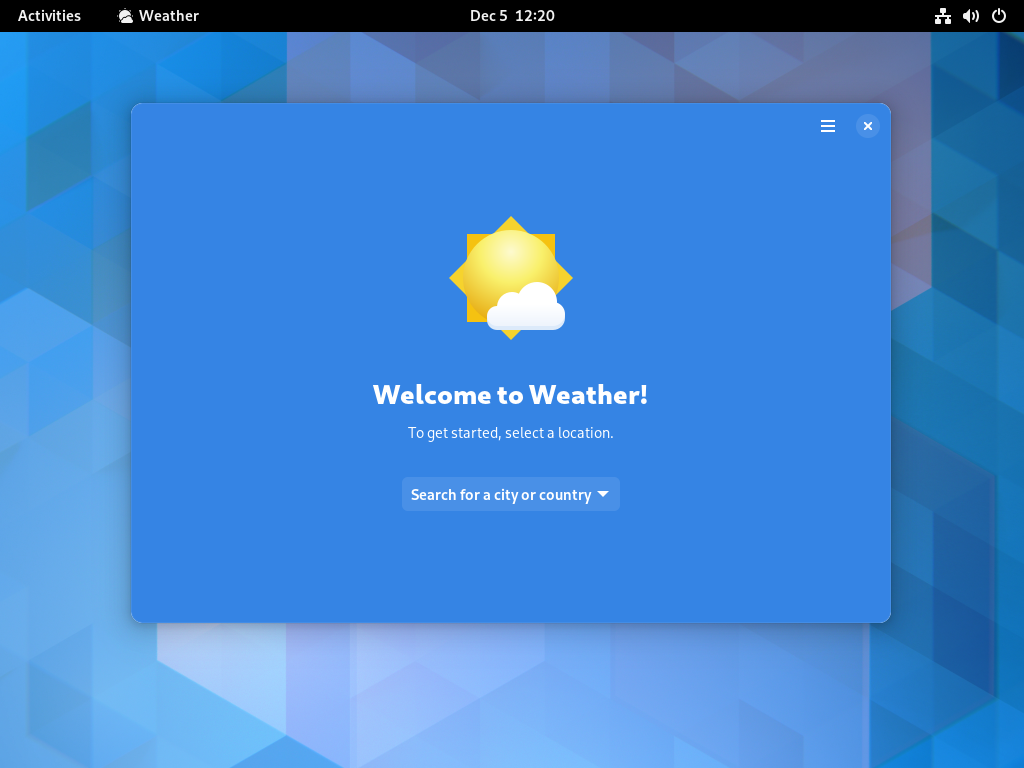 Activities Weather Dec 5 12:20
Welcome to Weather!
To get started, select a location.
Search for a city or country